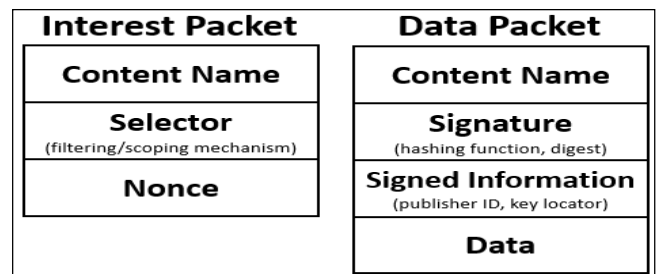 Interest Packet
Content Name
Selector
(filtering/scoping mechanism)
Nonce
Data Packet
Content Name
Signature
(hashing function, digest)
Signed Information
(publisher ID, key locator)
Data